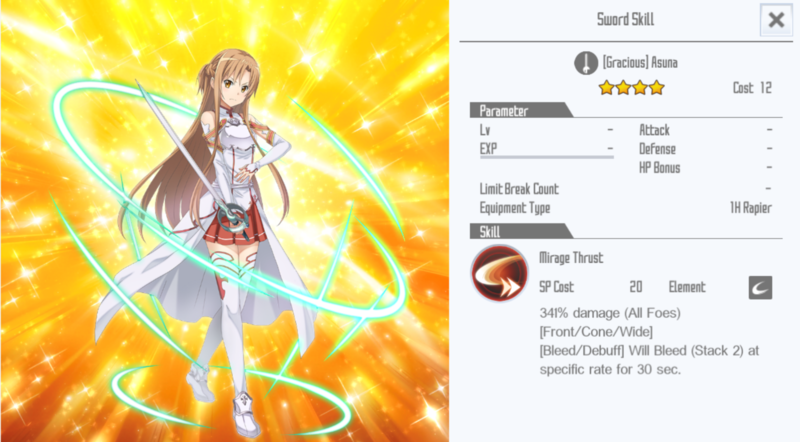 Sword Skill
[Gracious] Asuna
Cost 12
Parameter
Lv - Attack -
EXP - Defense -
HP Bonus -
Limit Break Count -
Equipment Type 1H Rapier
Skill
Mirage Thrust
SP Cost 20 Element
341% damage (All Foes)
[Front/Cone/Wide]
[Bleed/Debuff] Will Bleed (Stack 2) at
specific rate for 30 sec.